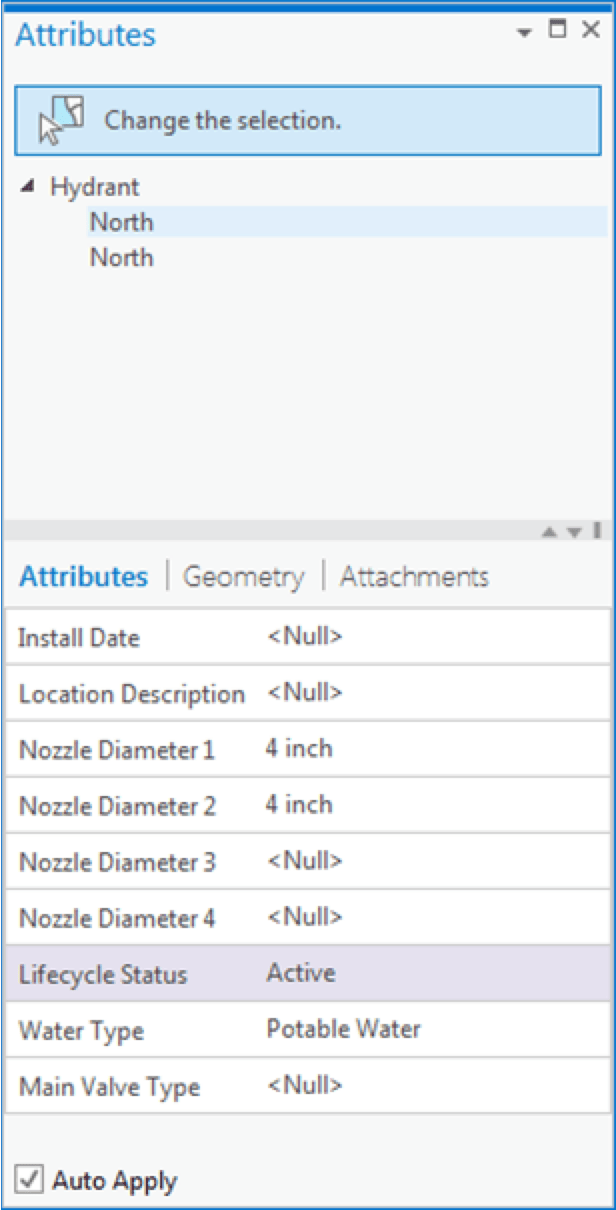 Attributes
Change the selection.
Hydrant
North
North
Attributes | Geometry | Attachments
Install Date <Null>
Location Description <Null>
Nozzle Diameter 1 4 inch
Nozzle Diameter 2 4 inch
Nozzle Diameter 3 <Null>
Nozzle Diameter 4 <Null>
Lifecycle Status Active
Water Type Potable Water
Main Valve Type <Null>
Auto Apply